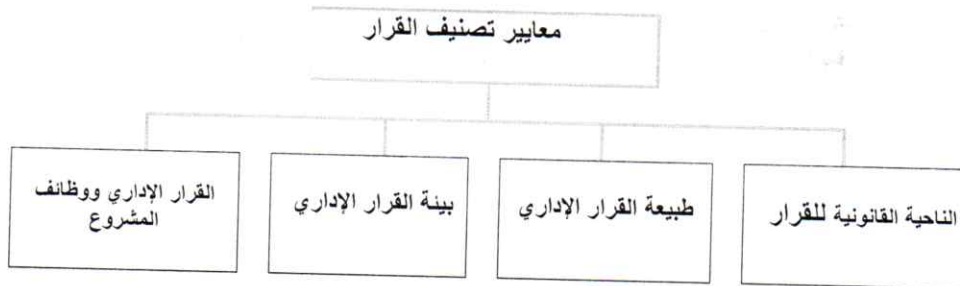 معايير تصنيف القرار
الناحية القانونية للقرار
طبيعة القرار الإداري
بيئة القرار الإداري
القرار الإداري ووظائف
المشروع